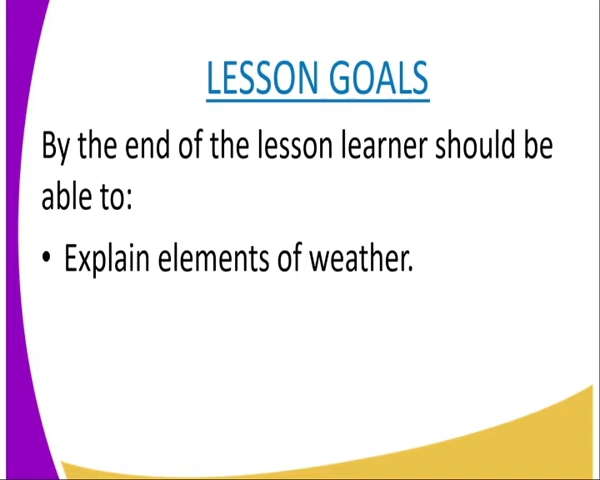 LESSON GOALS
By the end of the lesson learner should be
able to:
• Explain elements of weather.